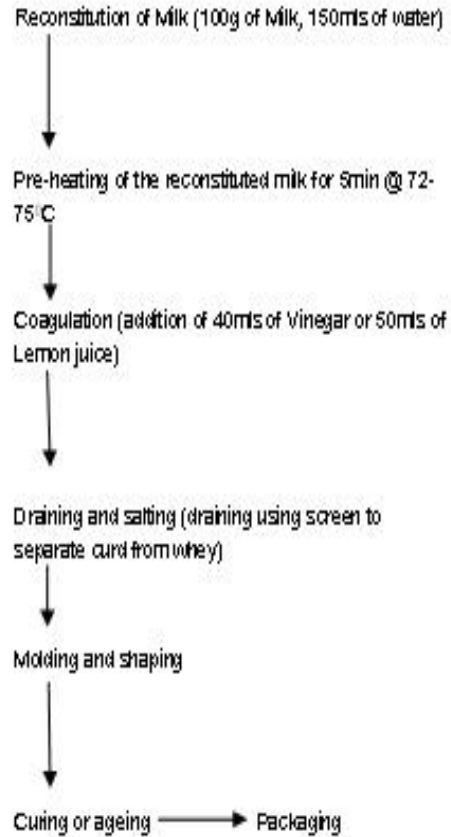 Reconstitution of Milk (100g of Milk, 150mls of water)
Pre-heating of the reconstituted milk for 5min @ 72-
75°C
Coagulation (addition of 40mls of Vinegar or 50mls of
Lemon juice)
Draining and salting (draining using screen to
separate curd from whey)
Molding and shaping
Curing or ageing
Packaging